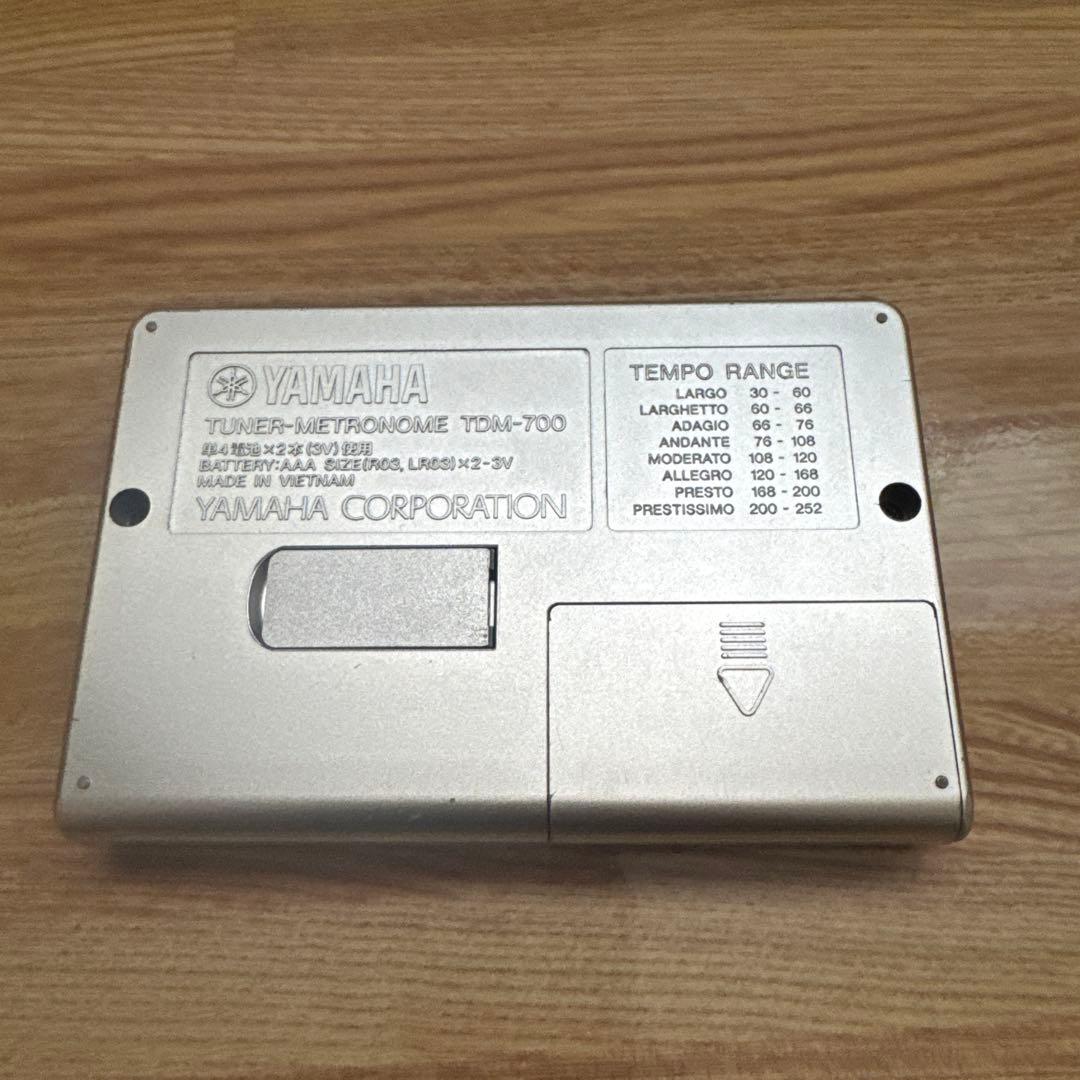 YAMAHA
TUNER-METRONOME TDM-700
単4電池×2本(3V)使用
BATTERY:AAA SIZE(R03, LR03)×2-3V
MADE IN VIETNAM
YAMAHA CORPORATION
TEMPO RANGE
LARGO 30 - 60
LARGHETTO 60 - 66
ADAGIO 66 - 76
ANDANTE 76 - 108
MODERATO 108 - 120
ALLEGRO 120 - 168
PRESTO 168 - 200
PRESTISSIMO 200 - 252